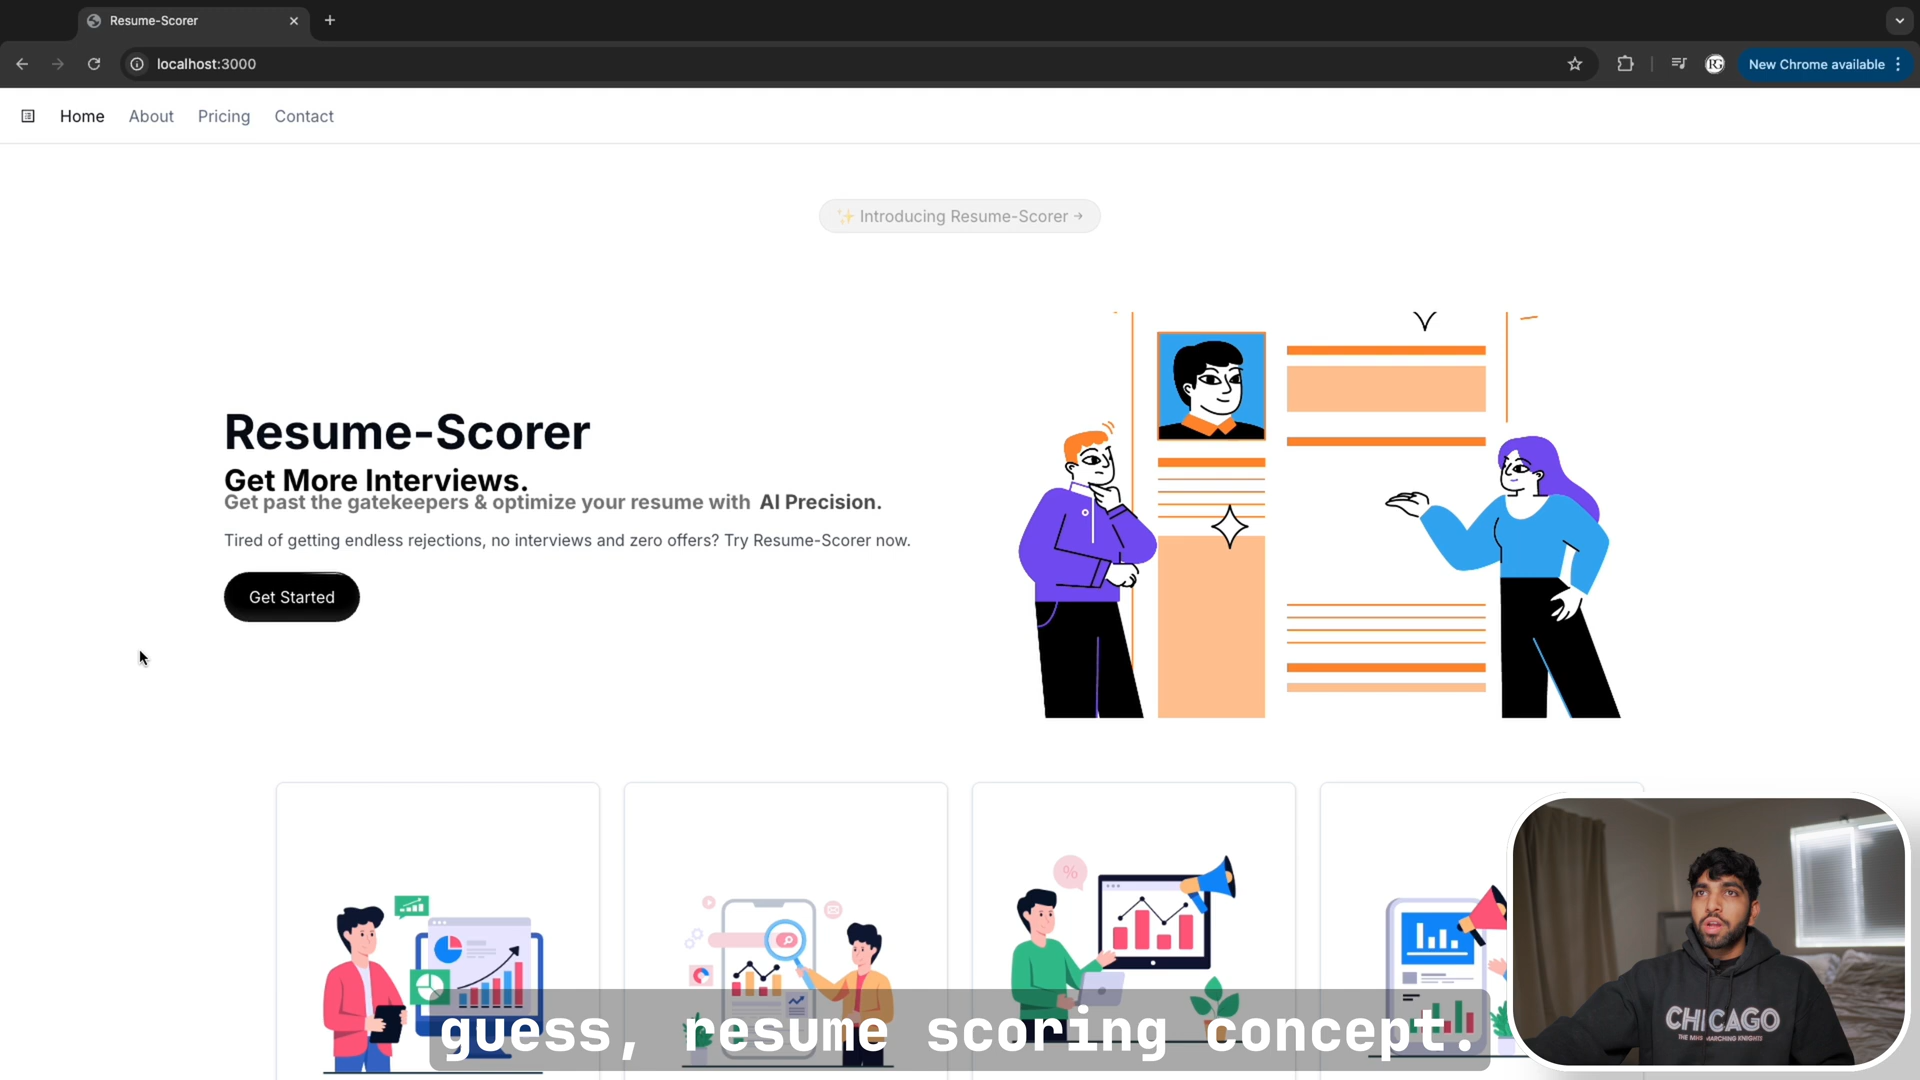 Resume-Scorer
localhost:3000
New Chrome available
Home About Pricing Contact
✨ Introducing Resume-Scorer →
Resume-Scorer
Get More Interviews.
Get past the gatekeepers & optimize your resume with AI Precision.
Tired of getting endless rejections, no interviews and zero offers? Try Resume-Scorer now.
Get Started
%
guess, resume scoring concept.
CHICAGO